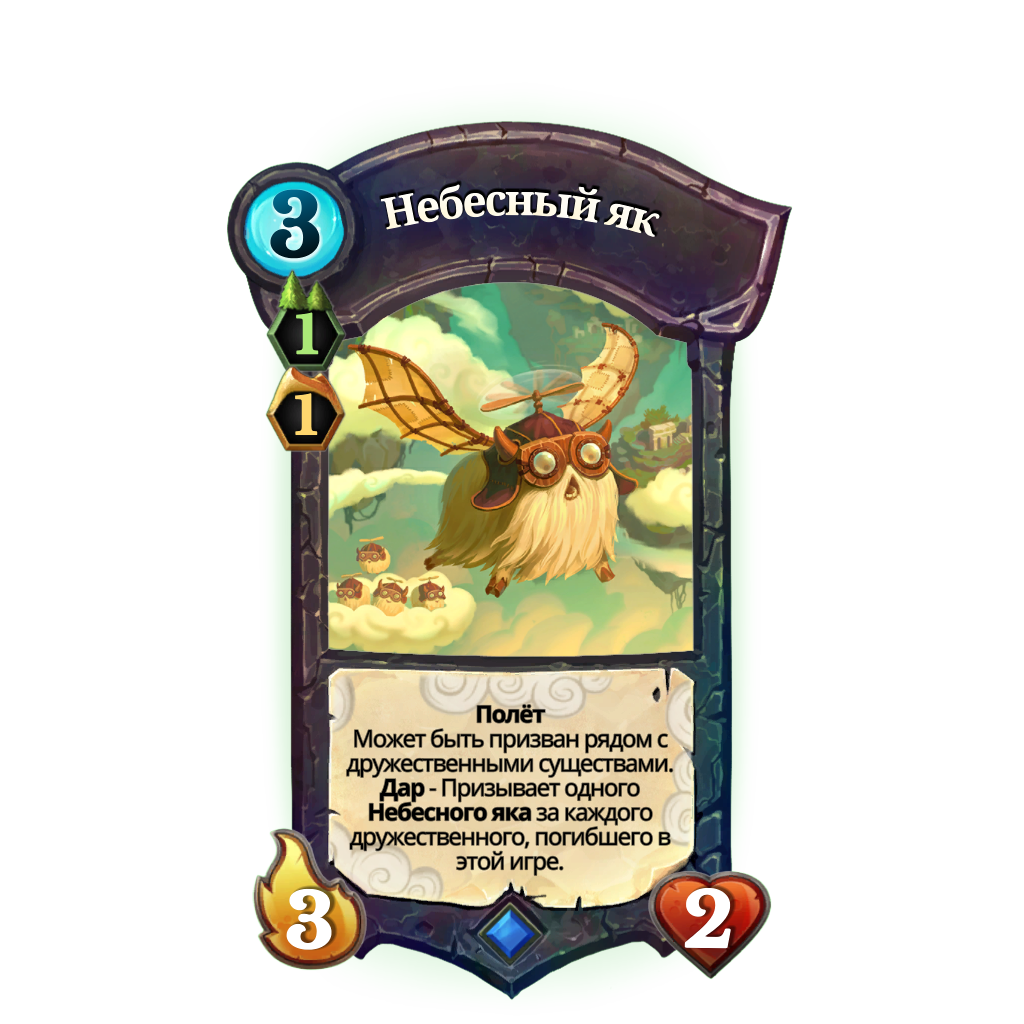 3
Небесный як
1
1
Полёт
Может быть призван рядом с
дружественными существами.
Дар - Призывает одного
Небесного яка за каждого
дружественного, погибшего в
этой игре.
3
2